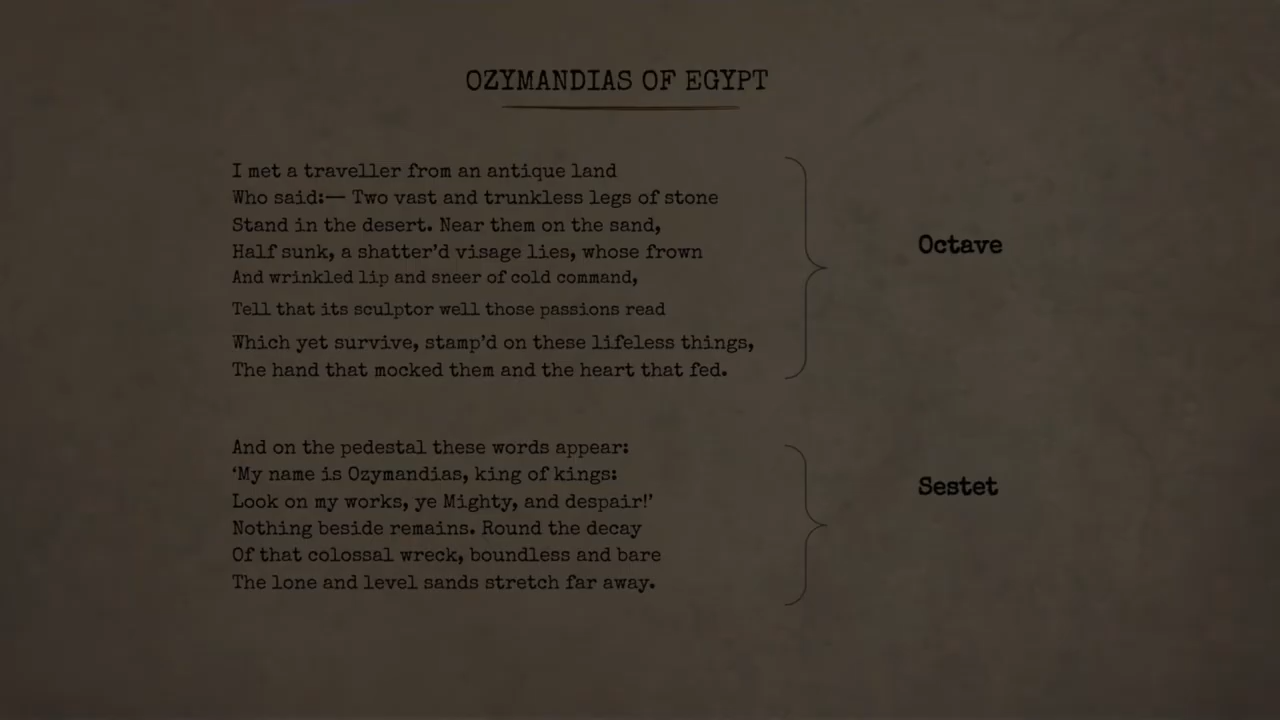 OZYMANDIAS OF EGYPT
I met a traveller from an antique land
Who said:— Two vast and trunkless legs of stone
Stand in the desert. Near them on the sand,
Half sunk, a shatter’d visage lies, whose frown
And wrinkled lip and sneer of cold command,
Tell that its sculptor well those passions read
Which yet survive, stamp’d on these lifeless things,
The hand that mocked them and the heart that fed.
Octave
And on the pedestal these words appear:
‘My name is Ozymandias, king of kings:
Look on my works, ye Mighty, and despair!’
Nothing beside remains. Round the decay
Of that colossal wreck, boundless and bare
The lone and level sands stretch far away.
Sestet